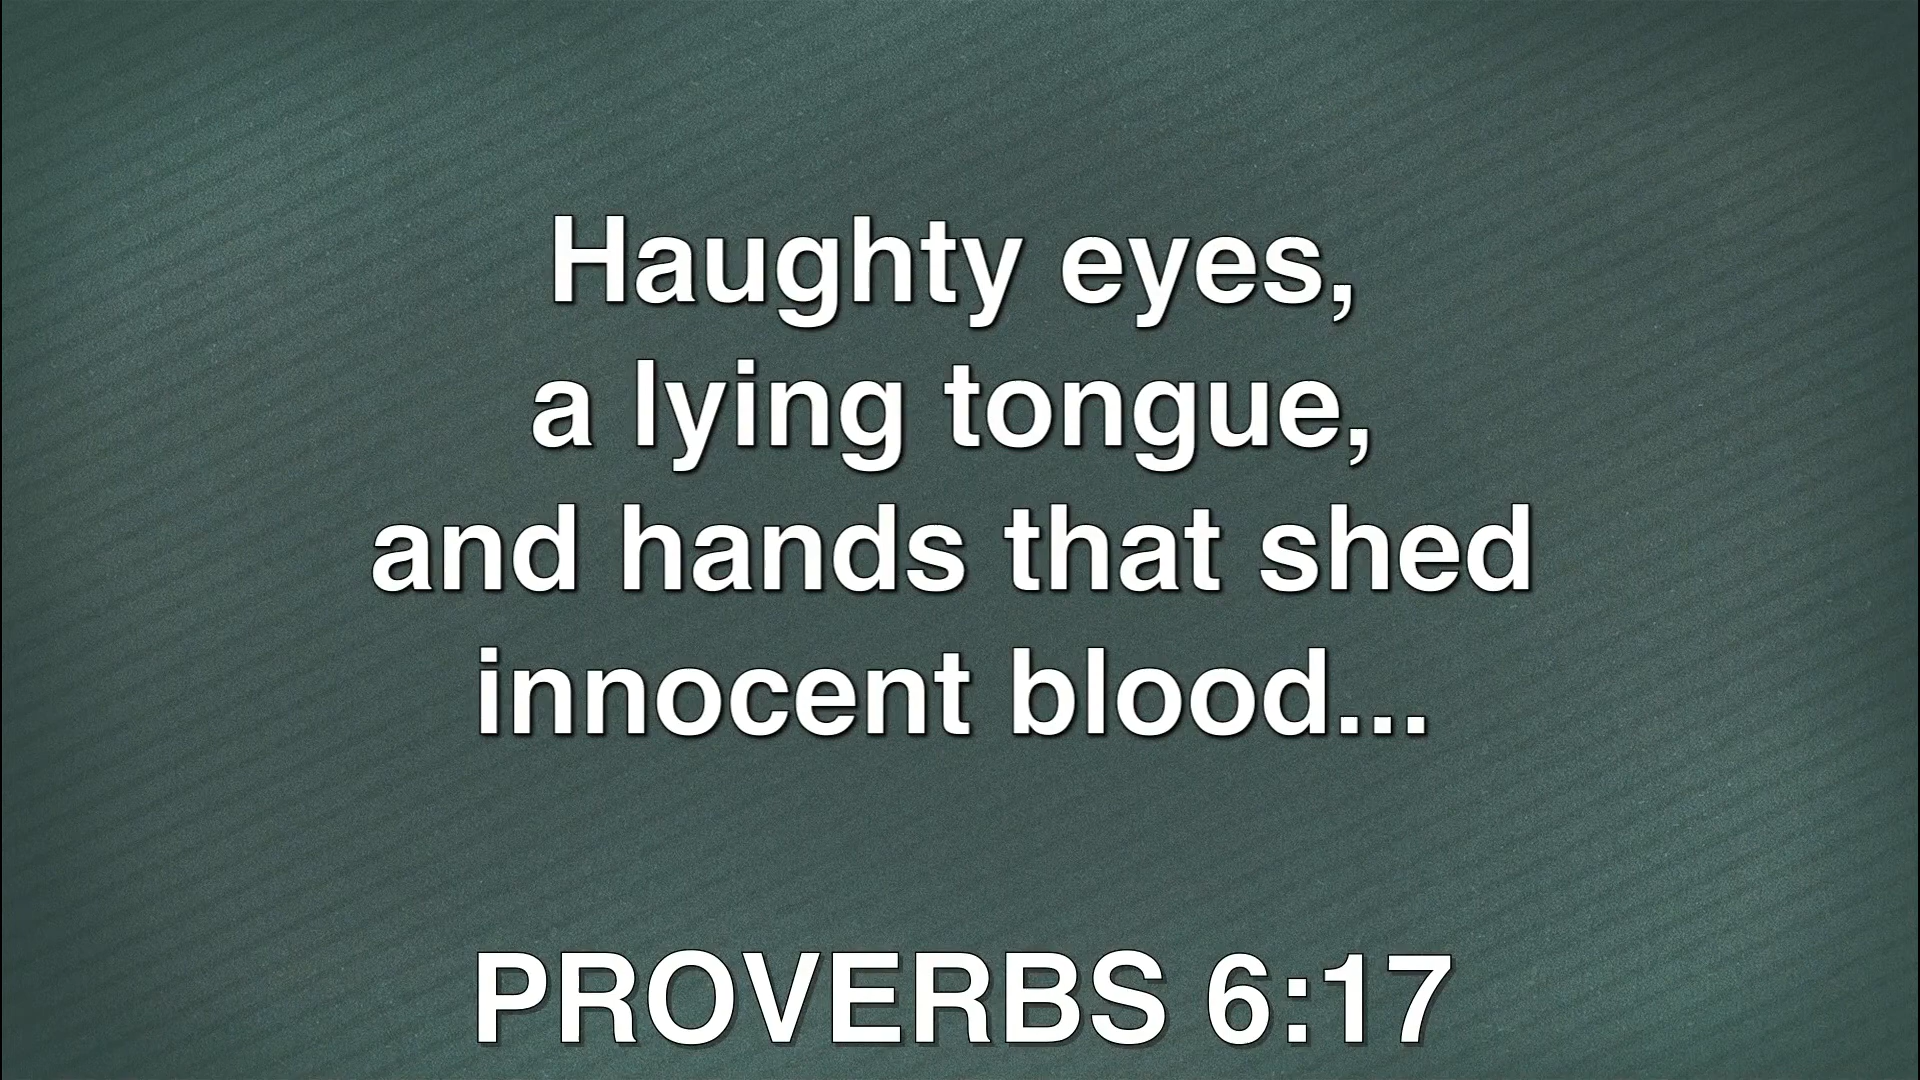 Haughty eyes,
a lying tongue,
and hands that shed
innocent blood...
PROVERBS 6:17